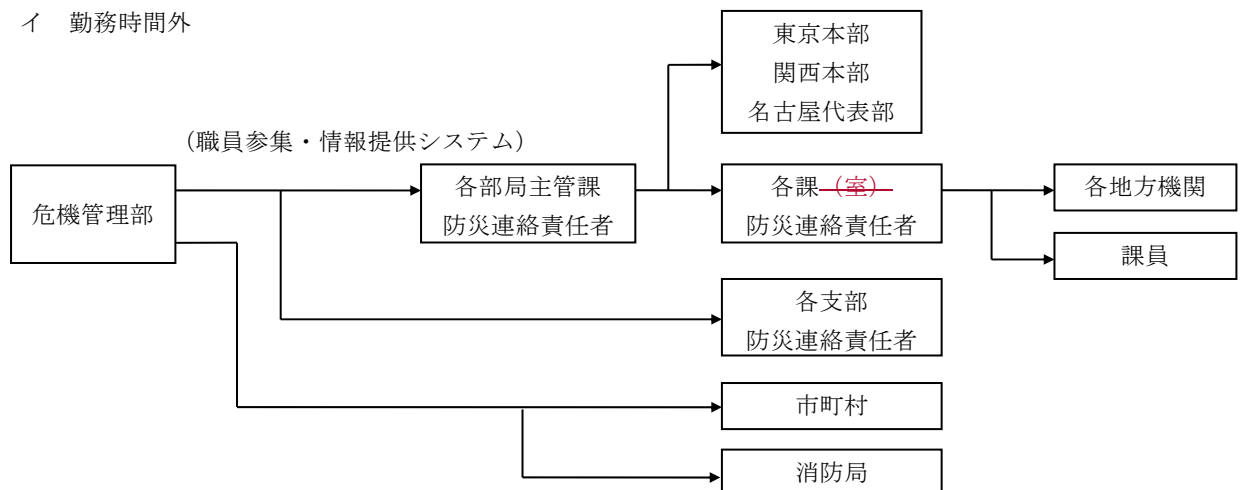 イ 勤務時間外
東京本部
関西本部
名古屋代表部
（職員参集・情報提供システム）
危機管理部
各部局主管課
防災連絡責任者
各課（室）
防災連絡責任者
各地方機関
課員
各支部
防災連絡責任者
市町村
消防局